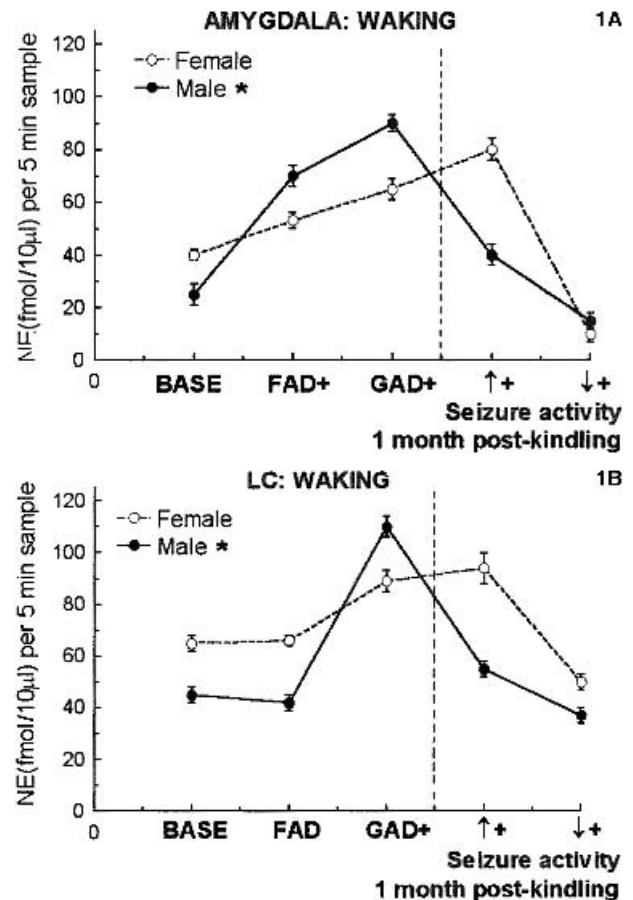 AMYGDALA: WAKING
1A
Female
Male *
NE(fmol/10µl) per 5 min sample
120
100
80
60
40
20
0
0
BASE
FAD+
GAD+
↑+
↓+
Seizure activity
1 month post-kindling
LC: WAKING
1B
Female
Male *
NE(fmol/10µl) per 5 min sample
120
100
80
60
40
20
0
0
BASE
FAD
GAD+
↑+
↓+
Seizure activity
1 month post-kindling